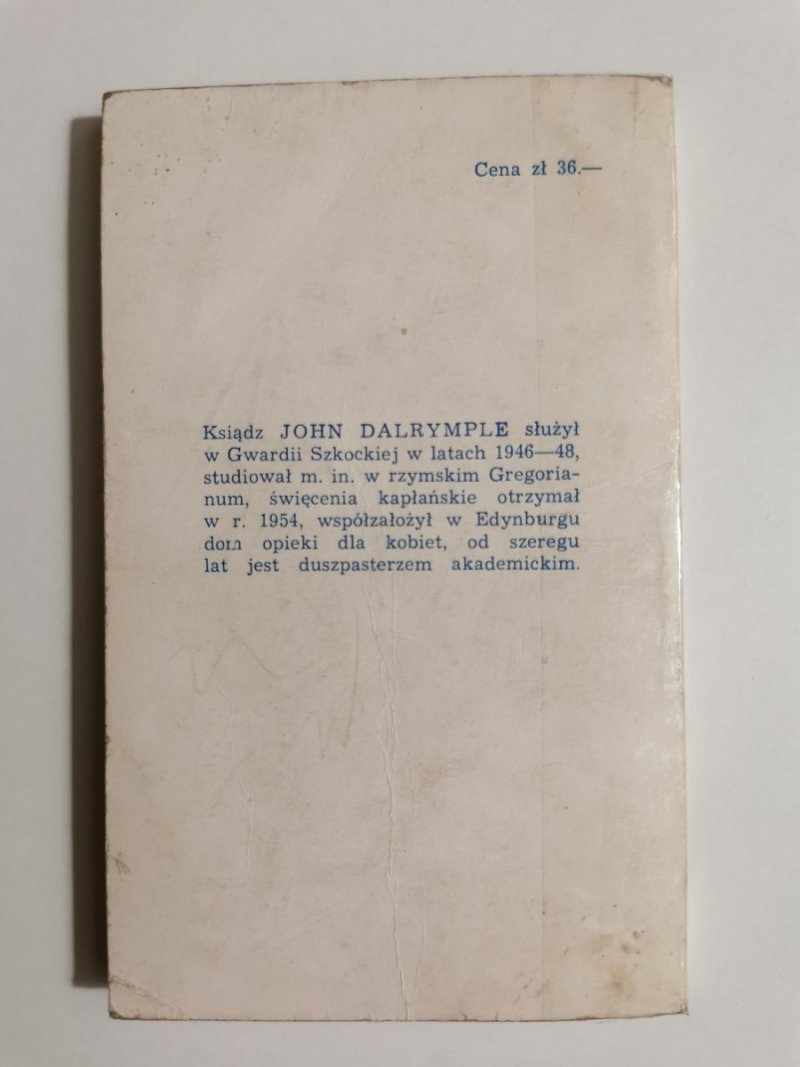 Cena zł 36.—
Ksiądz JOHN DALRYMPLE służył
w Gwardii Szkockiej w latach 1946—48,
studiował m. in. w rzymskim Gregoria-
num, święcenia kapłańskie otrzymał
w r. 1954, współzałożył w Edynburgu
dom opieki dla kobiet, od szeregu
lat jest duszpasterzem akademickim.